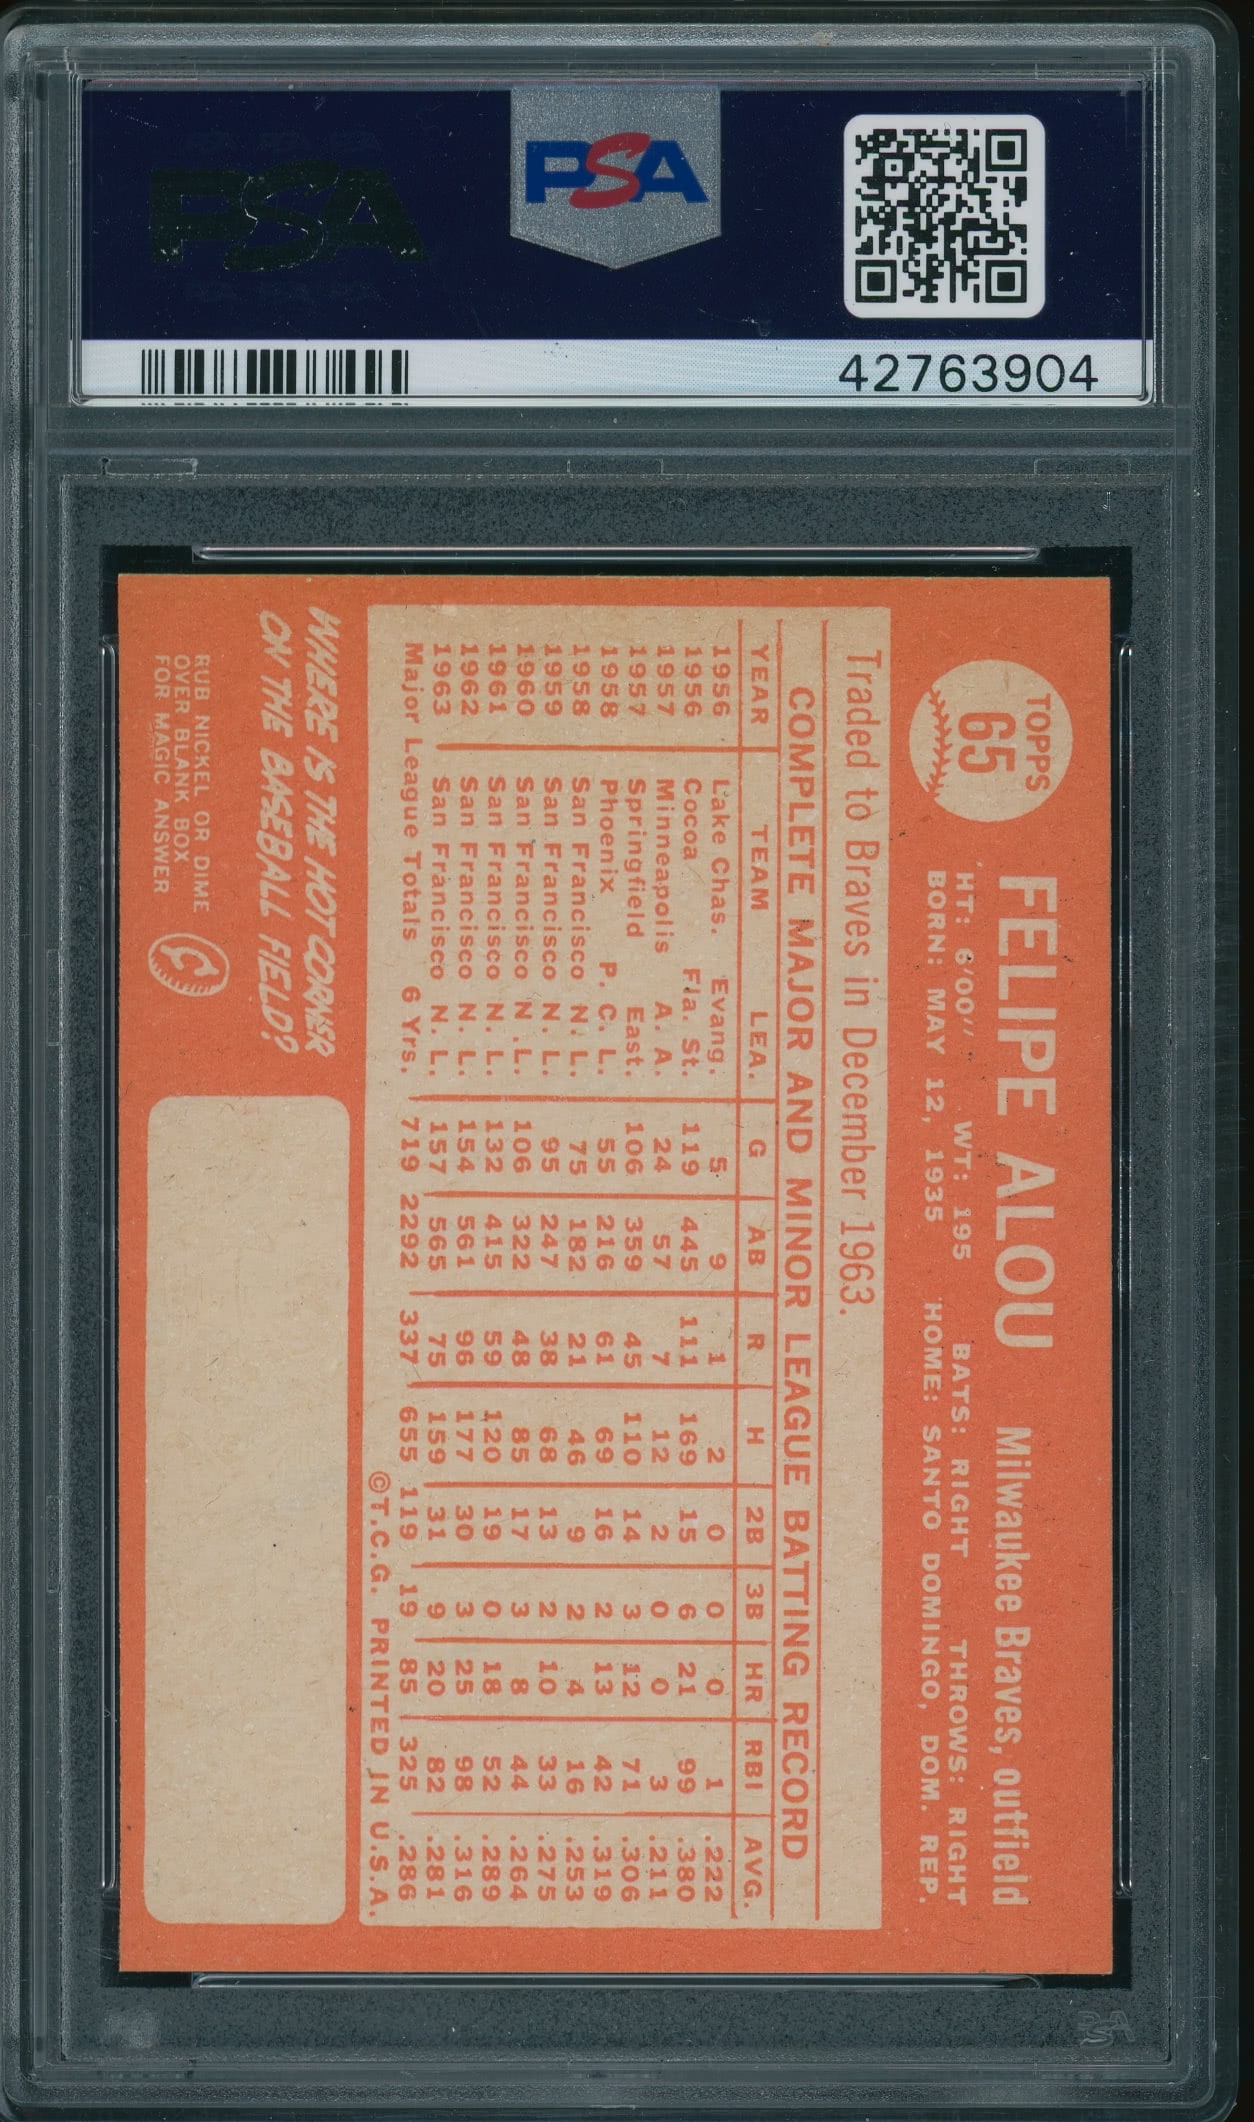 PSA
PSA
42763904
TOPPS
65
FELIPE ALOU Milwaukee Braves, outfield
HT: 6'00" WT: 195 BATS: RIGHT THROWS: RIGHT
BORN: MAY 12, 1935 HOME: SANTO DOMINGO, DOM. REP.
Traded to Braves in December 1963.
COMPLETE MAJOR AND MINOR LEAGUE BATTING RECORD
YEAR TEAM LEA. G AB R H 2B 3B HR RBI AVG.
1956 Lake Chas. Evang. 5 9 1 2 0 0 0 1 .222
1956 Cocoa Fla. St. 119 445 111 169 15 6 21 99 .380
1957 Minneapolis A. A. 24 57 7 12 2 0 0 3 .211
1957 Springfield East. 106 359 45 110 14 3 12 71 .306
1958 Phoenix P. C. L. 55 216 61 69 16 2 13 42 .319
1958 San Francisco N. L. 75 182 21 46 9 2 4 16 .253
1959 San Francisco N. L. 95 247 38 68 13 2 10 33 .275
1960 San Francisco N. L. 106 322 48 85 17 3 8 44 .264
1961 San Francisco N. L. 132 415 59 120 19 0 18 52 .289
1962 San Francisco N. L. 154 561 96 177 30 3 25 98 .316
1963 San Francisco N. L. 157 565 75 159 31 9 20 82 .281
Major League Totals 6 Yrs. 719 2292 337 655 119 19 85 325 .286
©T.C.G. PRINTED IN U.S.A.
WHERE IS THE HOT CORNER
ON THE BASEBALL FIELD?
RUB NICKEL OR DIME
OVER BLANK BOX
FOR MAGIC ANSWER
PSA